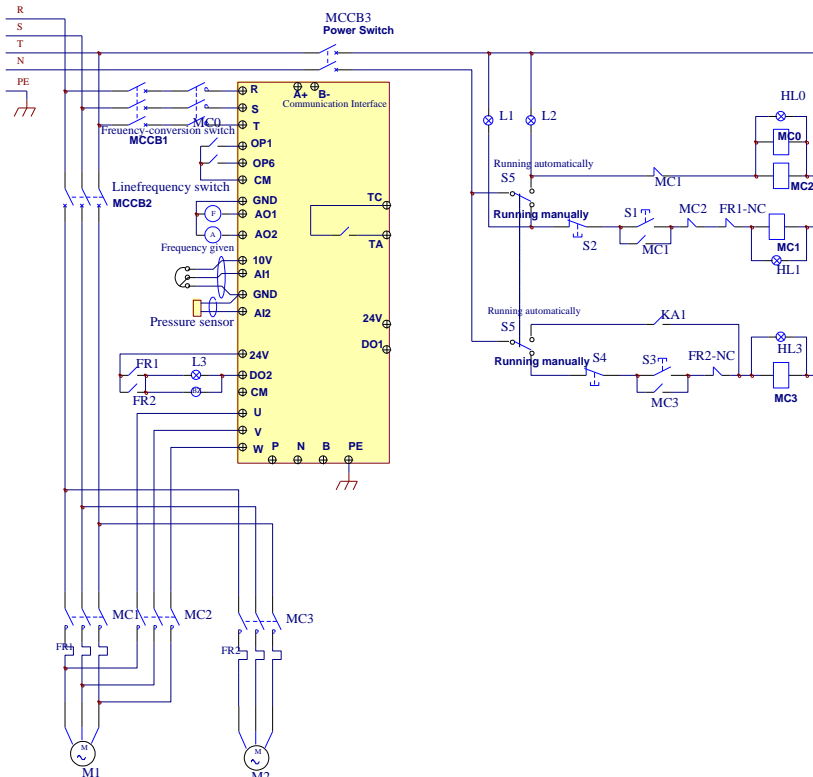 R
S
T
N
PE
MCCB3
Power Switch
A+ B-
Communication Interface
R
S
T
MC0
Freuency-conversion switch
MCCB1
OP1
OP6
CM
Linefrequency switch
MCCB2
GND
AO1
F
AO2
A
Frequency given
10V
AI1
GND
AI2
Pressure sensor
TC
TA
24V
DO1
24V
FR1
L3
DO2
FR2
CM
U
V
W
P N B PE
L1
L2
HL0
MC0
MC2
Running automatically
S5
MC1
Running manually
S1
MC2
FR1-NC
S2
MC1
MC1
HL1
Running automatically
S5
KA1
HL3
Running manually
S4
S3
FR2-NC
MC3
MC3
MC1
MC2
MC3
FR1
FR2
M
M1
M
M2